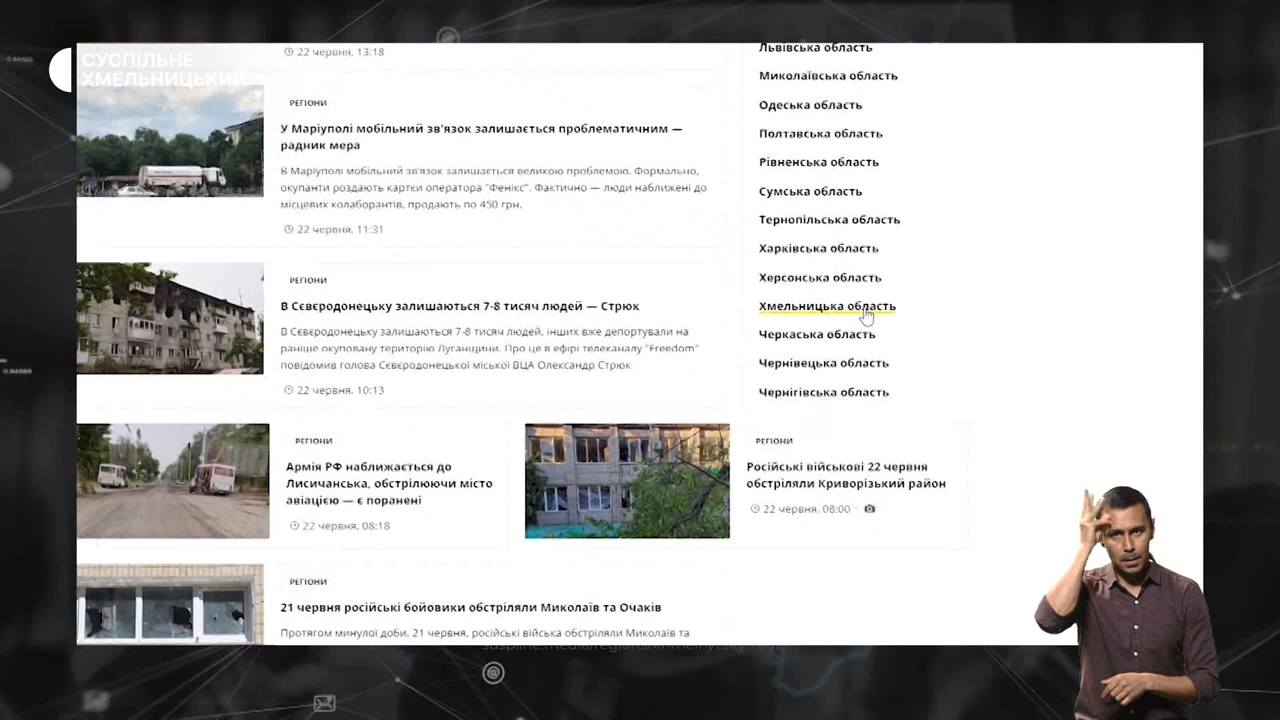 СУСПІЛЬНЕ
ХМЕЛЬНИЦЬКИЙ
22 червня, 13:18
РЕГІОНИ
У Маріуполі мобільний зв'язок залишається проблематичним —
радник мера
В Маріуполі мобільний зв'язок залишається великою проблемою. Формально,
окупанти роздають картки оператора "Фенікс". Фактично — люди наближені до
місцевих колаборантів, продають по 450 грн.
22 червня, 11:31
РЕГІОНИ
В Сєвєродонецьку залишаються 7-8 тисяч людей — Стрюк
В Сєвєродонецьку залишаються 7-8 тисяч людей, інших вже депортували на
раніше окуповану територію Луганщини. Про це в ефірі телеканалу "Freedom"
повідомив голова Сєвєродонецької міської ВЦА Олександр Стрюк
22 червня, 10:13
РЕГІОНИ
Армія РФ наближається до
Лисичанська, обстрілюючи місто
авіацією — є поранені
22 червня, 08:18
РЕГІОНИ
Російські військові 22 червня
обстріляли Криворізький район
22 червня, 08:00 ·
РЕГІОНИ
21 червня російські бойовики обстріляли Миколаїв та Очаків
Протягом минулої доби, 21 червня, російські війська обстріляли Миколаїв та
Львівська область
Миколаївська область
Одеська область
Полтавська область
Рівненська область
Сумська область
Тернопільська область
Харківська область
Херсонська область
Хмельницька область
Черкаська область
Чернівецька область
Чернігівська область